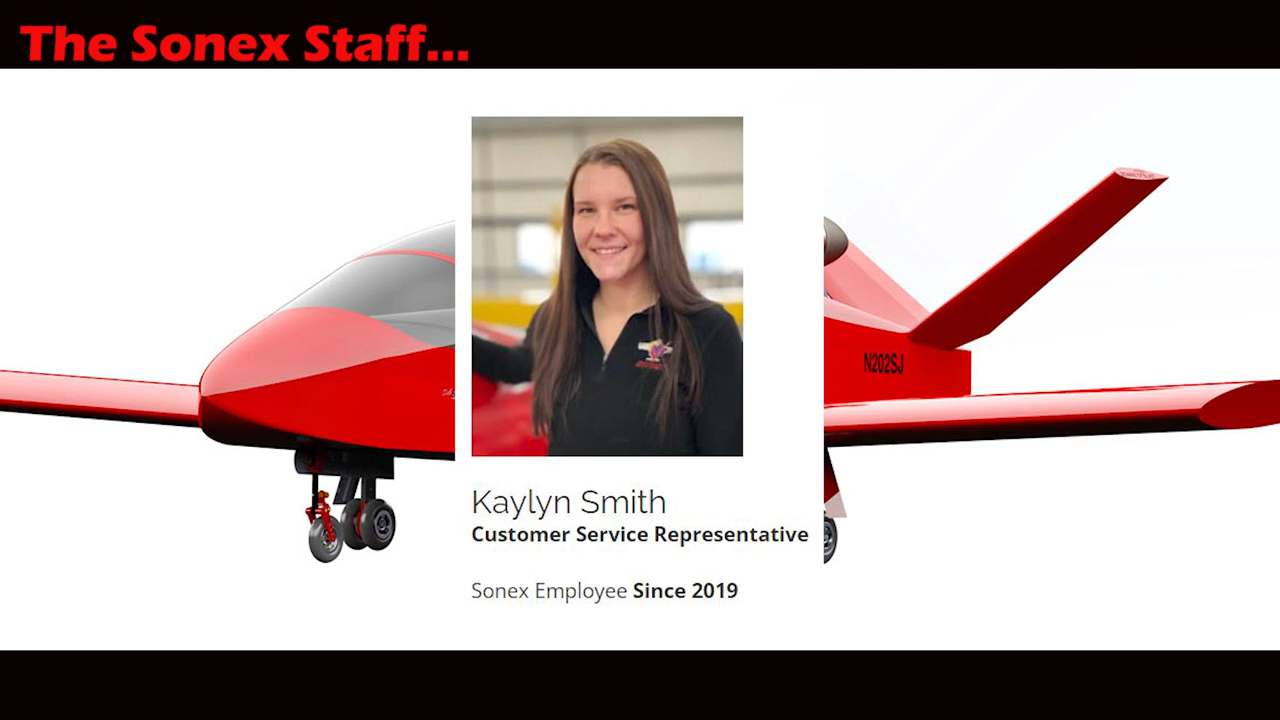 The Sonex Staff...
N202SJ
Kaylyn Smith
Customer Service Representative
Sonex Employee Since 2019